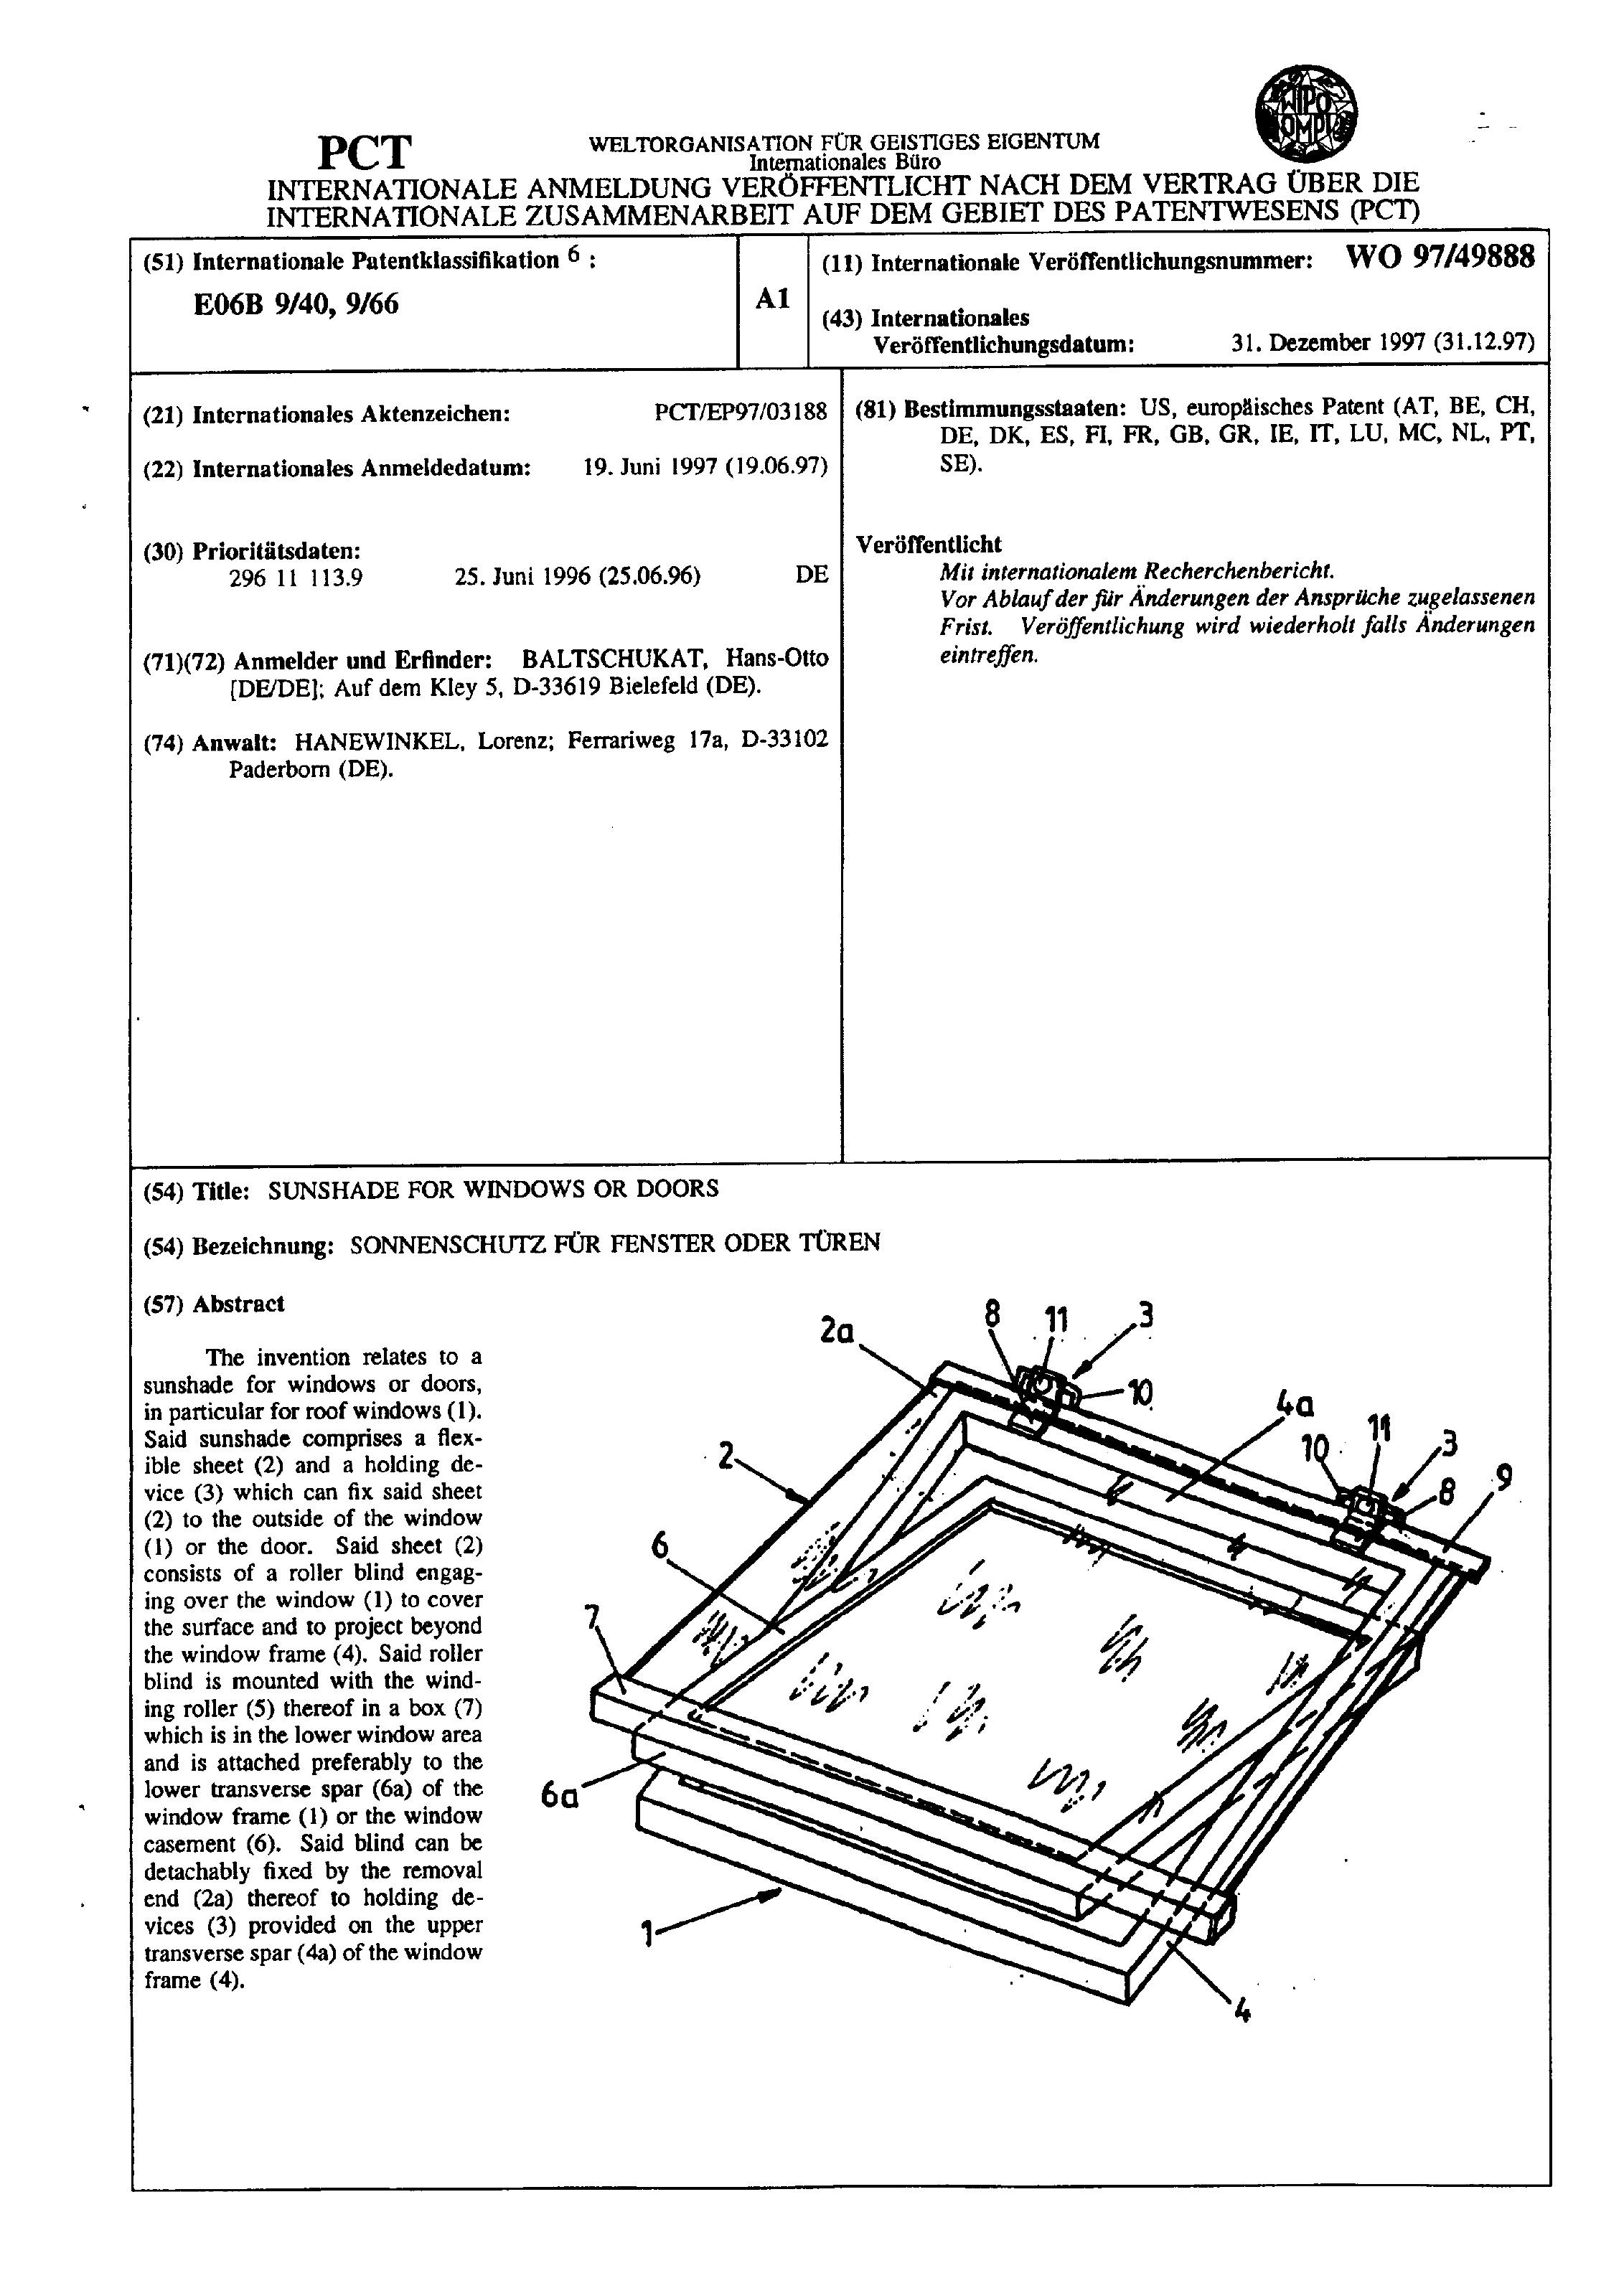 WIPO
OMPI
PCT
WELTORGANISATION FÜR GEISTIGES EIGENTUM
Internationales Büro
INTERNATIONALE ANMELDUNG VERÖFFENTLICHT NACH DEM VERTRAG ÜBER DIE
INTERNATIONALE ZUSAMMENARBEIT AUF DEM GEBIET DES PATENTWESENS (PCT)
(51) Internationale Patentklassifikation 6 :
E06B 9/40, 9/66
A1
(11) Internationale Veröffentlichungsnummer: WO 97/49888
(43) Internationales
Veröffentlichungsdatum: 31. Dezember 1997 (31.12.97)
(21) Internationales Aktenzeichen: PCT/EP97/03188
(22) Internationales Anmeldedatum: 19. Juni 1997 (19.06.97)
(30) Prioritätsdaten:
296 11 113.9 25. Juni 1996 (25.06.96) DE
(71)(72) Anmelder und Erfinder: BALTSCHUKAT, Hans-Otto
[DE/DE]; Auf dem Kley 5, D-33619 Bielefeld (DE).
(74) Anwalt: HANEWINKEL, Lorenz; Ferrariweg 17a, D-33102
Paderborn (DE).
(81) Bestimmungsstaaten: US, europäisches Patent (AT, BE, CH,
DE, DK, ES, FI, FR, GB, GR, IE, IT, LU, MC, NL, PT,
SE).
Veröffentlicht
Mit internationalem Recherchenbericht.
Vor Ablauf der für Änderungen der Ansprüche zugelassenen
Frist. Veröffentlichung wird wiederholt falls Änderungen
eintreffen.
(54) Title: SUNSHADE FOR WINDOWS OR DOORS
(54) Bezeichnung: SONNENSCHUTZ FÜR FENSTER ODER TÜREN
(57) Abstract
The invention relates to a
sunshade for windows or doors,
in particular for roof windows (1).
Said sunshade comprises a flex-
ible sheet (2) and a holding de-
vice (3) which can fix said sheet
(2) to the outside of the window
(1) or the door. Said sheet (2)
consists of a roller blind engag-
ing over the window (1) to cover
the surface and to project beyond
the window frame (4). Said roller
blind is mounted with the wind-
ing roller (5) thereof in a box (7)
which is in the lower window area
and is attached preferably to the
lower transverse spar (6a) of the
window frame (1) or the window
casement (6). Said blind can be
detachably fixed by the removal
end (2a) thereof to holding de-
vices (3) provided on the upper
transverse spar (4a) of the window
frame (4).
2a
8
11
3
10
4a
10
11
3
8
9
2
6
7
6a
1
4